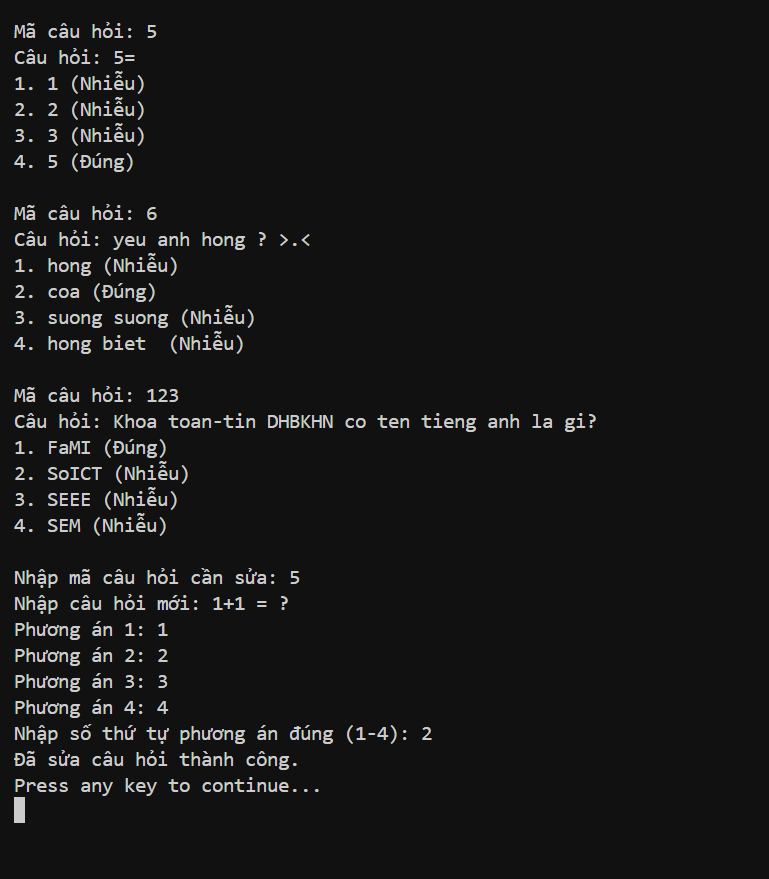 Mã câu hỏi: 5
Câu hỏi: 5=
1. 1 (Nhiễu)
2. 2 (Nhiễu)
3. 3 (Nhiễu)
4. 5 (Đúng)
Mã câu hỏi: 6
Câu hỏi: yeu anh hong ? >.<
1. hong (Nhiễu)
2. coa (Đúng)
3. suong suong (Nhiễu)
4. hong biet  (Nhiễu)
Mã câu hỏi: 123
Câu hỏi: Khoa toan-tin DHBKHN co ten tieng anh la gi?
1. FaMI (Đúng)
2. SoICT (Nhiễu)
3. SEEE (Nhiễu)
4. SEM (Nhiễu)
Nhập mã câu hỏi cần sửa: 5
Nhập câu hỏi mới: 1+1 = ?
Phương án 1: 1
Phương án 2: 2
Phương án 3: 3
Phương án 4: 4
Nhập số thứ tự phương án đúng (1-4): 2
Đã sửa câu hỏi thành công.
Press any key to continue...